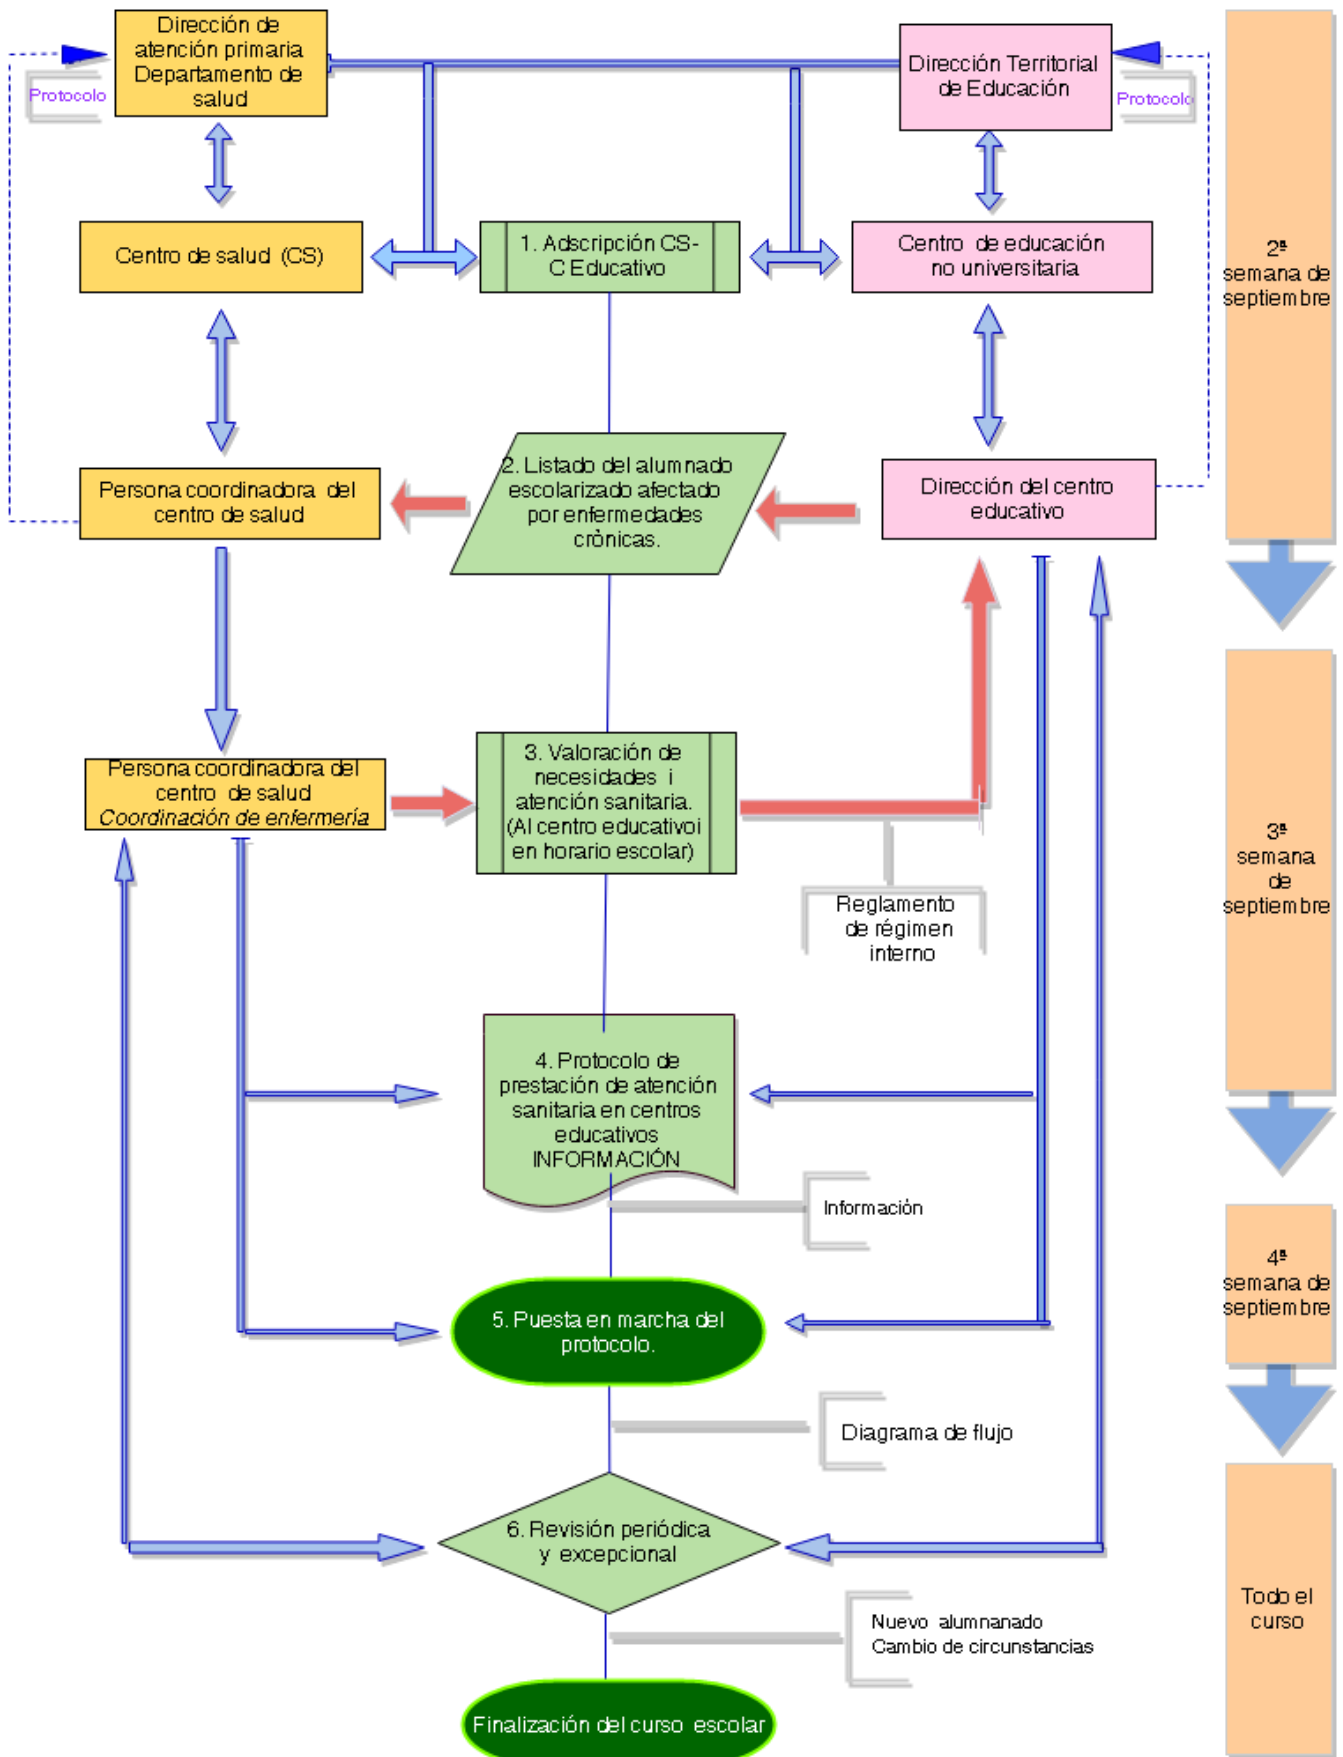 Dirección de
atención primaria
Departamento de
salud
Dirección Territorial
de Educación
Protocolo
Protocolo
Centro de salud (CS)
1. Adscripción CS-
C Educativo
Centro de educación
no universitaria
2ª
semana de
septiembre
Persona coordinadora del
centro de salud
2. Listado del alumnado
escolarizado afectado
por enfermedades
crònicas.
Dirección del centro
educativo
Persona coordinadora del
centro de salud
Coordinación de enfermería
3. Valoración de
necesidades i
atención sanitaria.
(Al centro educativoi
en horario escolar)
Reglamento
de régimen
interno
3ª
semana
de
septiembre
4. Protocolo de
prestación de atención
sanitaria en centros
educativos
INFORMACIÓN
Información
4ª
semana de
septiembre
5. Puesta en marcha del
protocolo.
Diagrama de flujo
6. Revisión periódica
y excepcional
Nuevo alumnanado
Cambio de circunstancias
Todo el
curso
Finalización del curso escolar